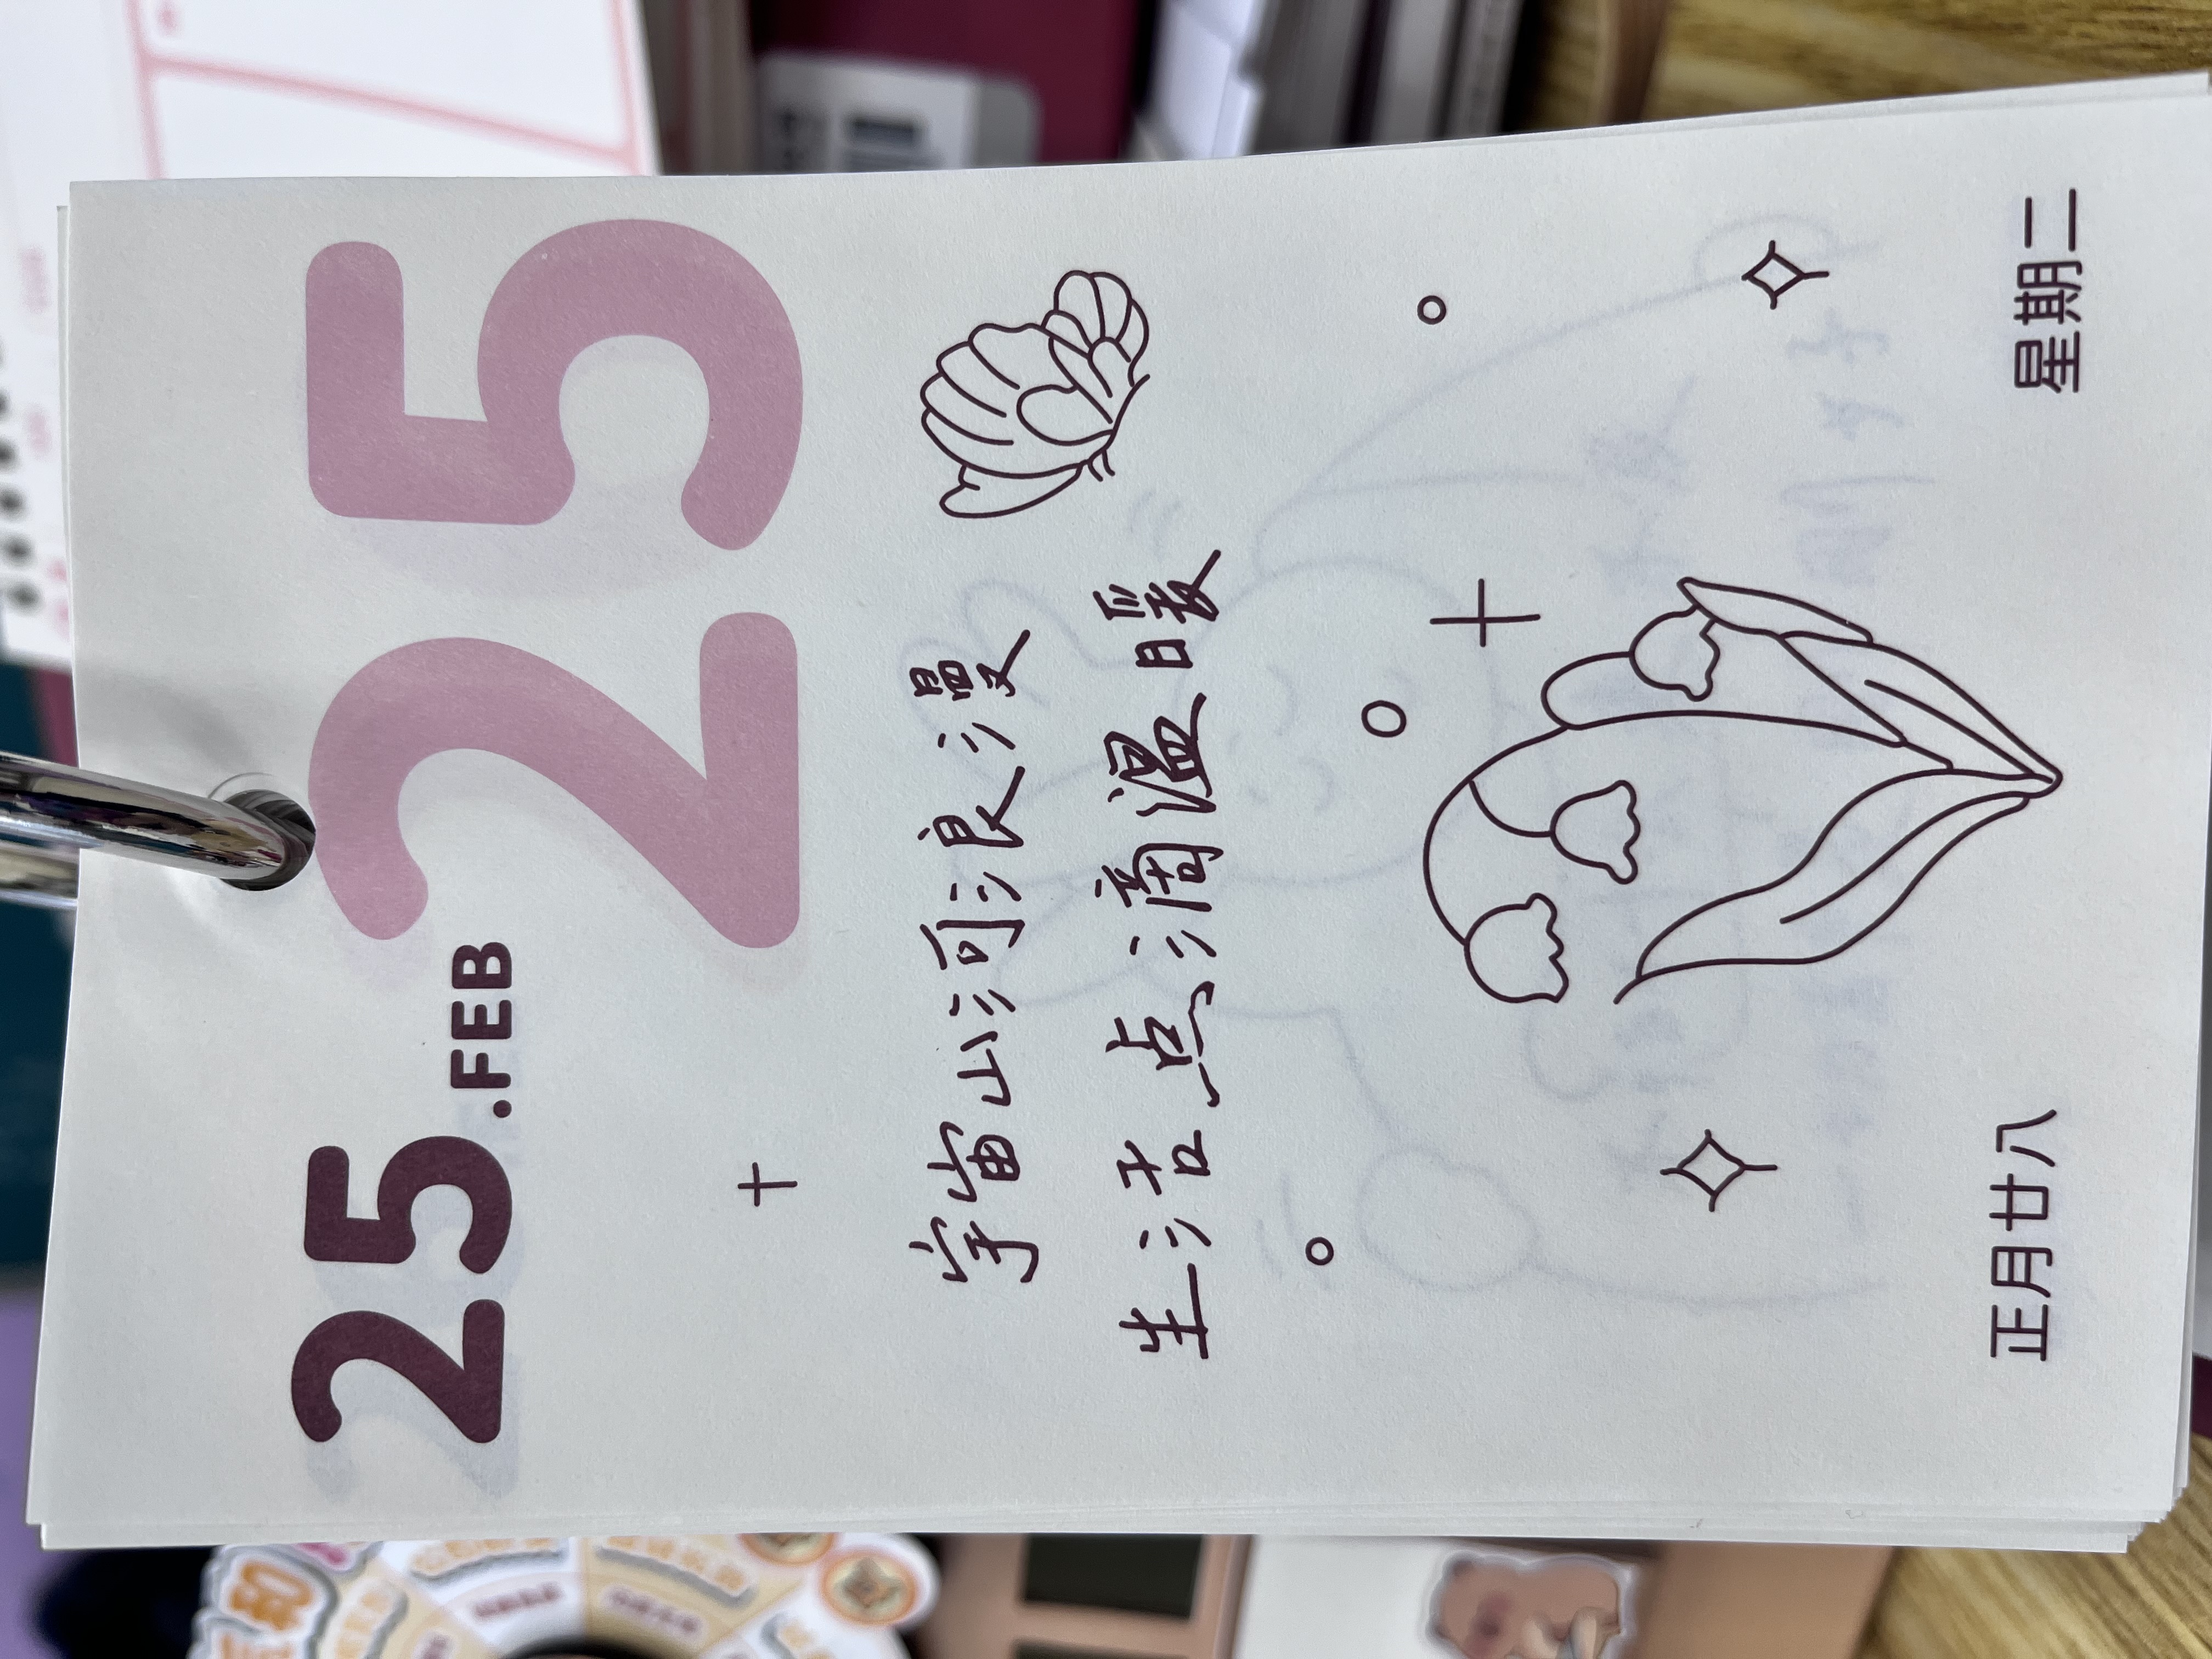 25.FEB
25
宇宙山河浪漫
生活点滴温暖
正月廿八
星期二